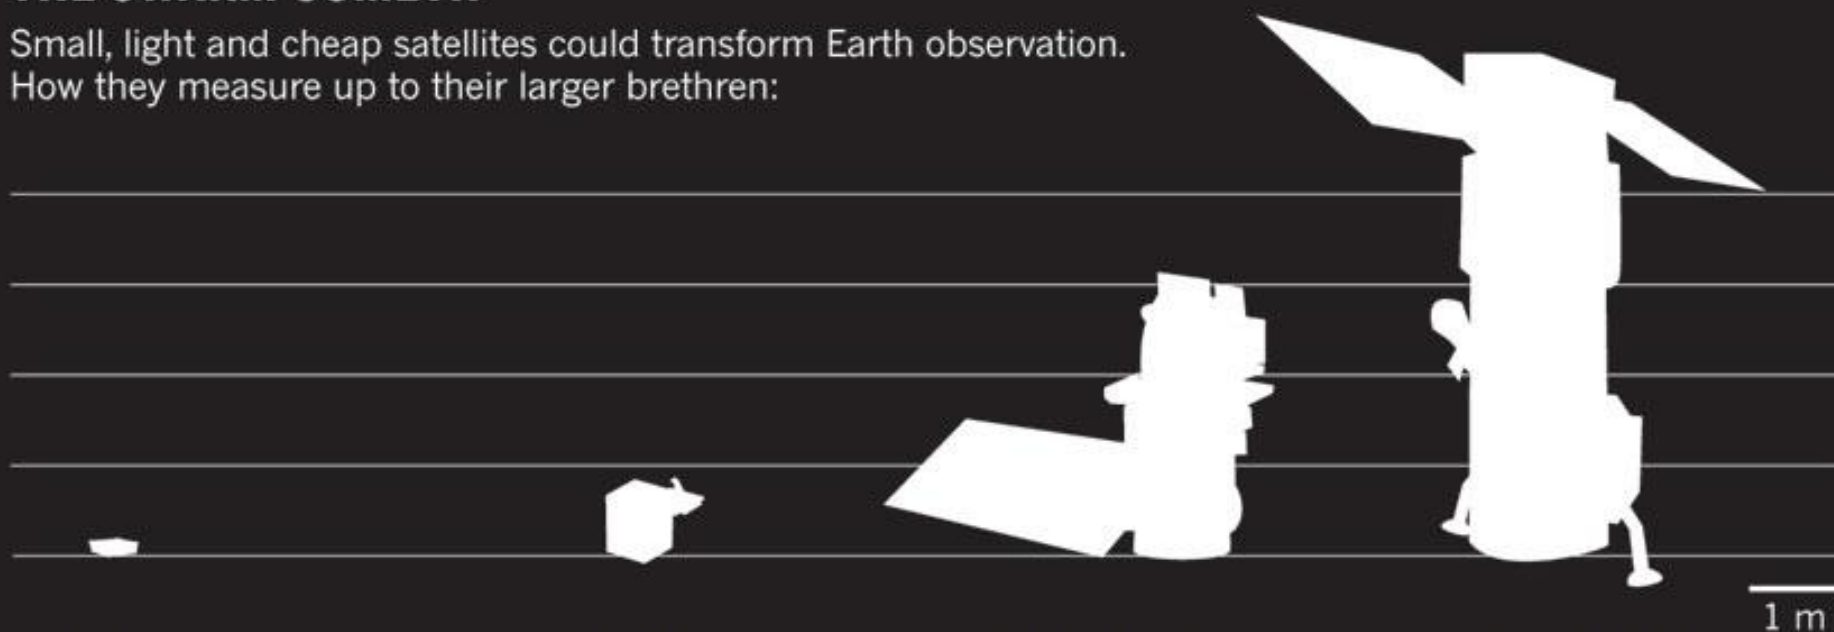 Small, light and cheap satellites could transform Earth observation.
How they measure up to their larger brethren:
1 m